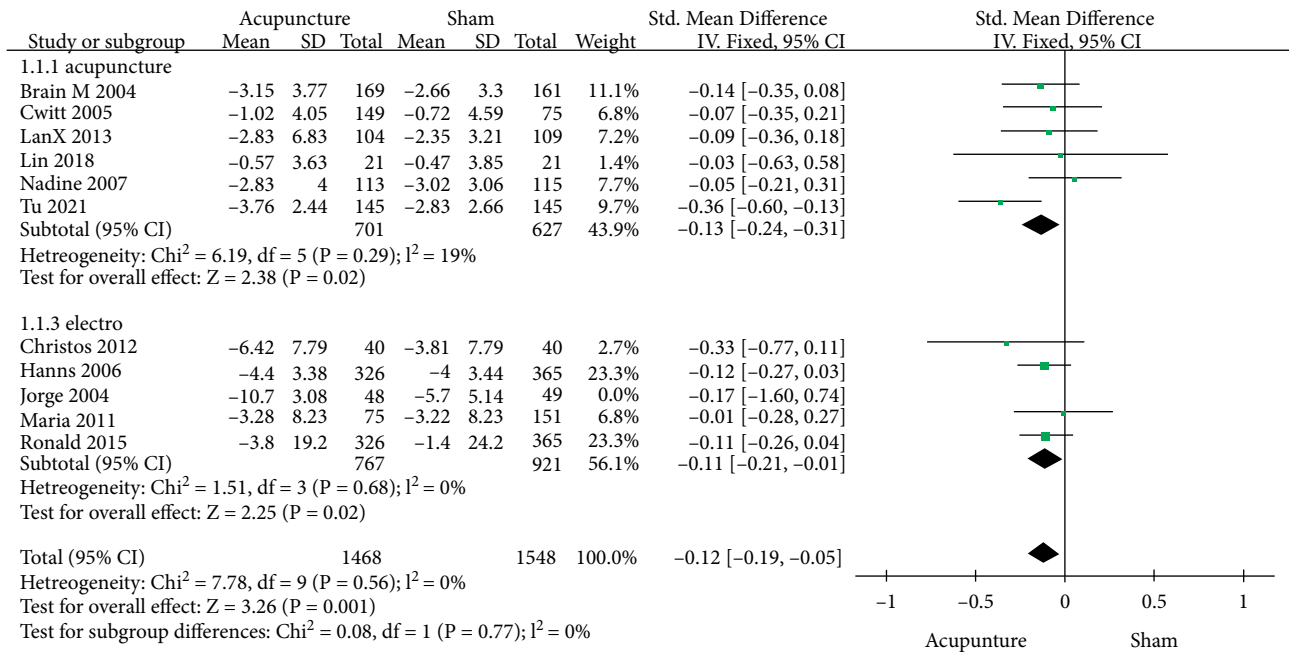 Acupuncture Sham Std. Mean Difference Std. Mean Difference
Study or subgroup Mean SD Total Mean SD Total Weight IV. Fixed, 95% CI IV. Fixed, 95% CI
1.1.1 acupuncture
Brain M 2004 −3.15 3.77 169 −2.66 3.3 161 11.1% −0.14 [−0.35, 0.08]
Cwitt 2005 −1.02 4.05 149 −0.72 4.59 75 6.8% −0.07 [−0.35, 0.21]
LanX 2013 −2.83 6.83 104 −2.35 3.21 109 7.2% −0.09 [−0.36, 0.18]
Lin 2018 −0.57 3.63 21 −0.47 3.85 21 1.4% −0.03 [−0.63, 0.58]
Nadine 2007 −2.83 4 113 −3.02 3.06 115 7.7% −0.05 [−0.21, 0.31]
Tu 2021 −3.76 2.44 145 −2.83 2.66 145 9.7% −0.36 [−0.60, −0.13]
Subtotal (95% CI) 701 627 43.9% −0.13 [−0.24, −0.31]
Hetreogeneity: Chi² = 6.19, df = 5 (P = 0.29); l² = 19%
Test for overall effect: Z = 2.38 (P = 0.02)
1.1.3 electro
Christos 2012 −6.42 7.79 40 −3.81 7.79 40 2.7% −0.33 [−0.77, 0.11]
Hanns 2006 −4.4 3.38 326 −4 3.44 365 23.3% −0.12 [−0.27, 0.03]
Jorge 2004 −10.7 3.08 48 −5.7 5.14 49 0.0% −0.17 [−1.60, 0.74]
Maria 2011 −3.28 8.23 75 −3.22 8.23 151 6.8% −0.01 [−0.28, 0.27]
Ronald 2015 −3.8 19.2 326 −1.4 24.2 365 23.3% −0.11 [−0.26, 0.04]
Subtotal (95% CI) 767 921 56.1% −0.11 [−0.21, −0.01]
Hetreogeneity: Chi² = 1.51, df = 3 (P = 0.68); l² = 0%
Test for overall effect: Z = 2.25 (P = 0.02)
Total (95% CI) 1468 1548 100.0% −0.12 [−0.19, −0.05]
Hetreogeneity: Chi² = 7.78, df = 9 (P = 0.56); l² = 0%
Test for overall effect: Z = 3.26 (P = 0.001)
Test for subgroup differences: Chi² = 0.08, df = 1 (P = 0.77); l² = 0%
−1 −0.5 0 0.5 1
Acupunture Sham